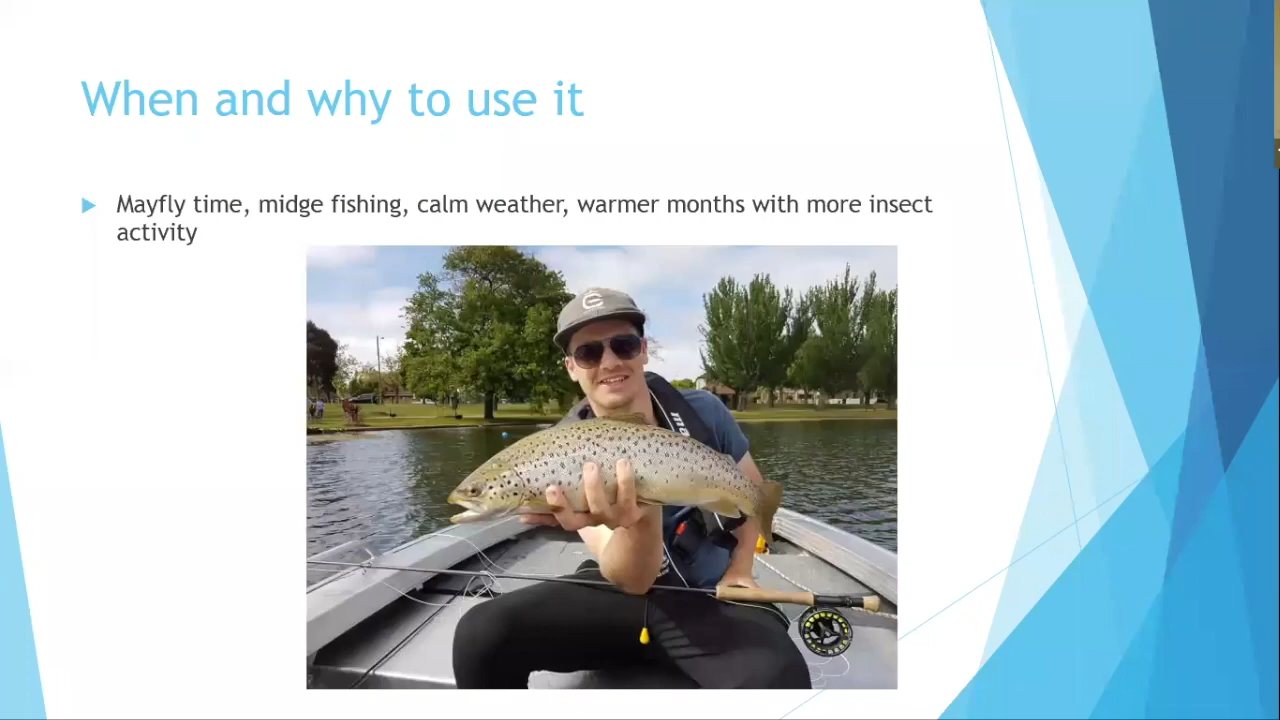 When and why to use it
Mayfly time, midge fishing, calm weather, warmer months with more insect
activity